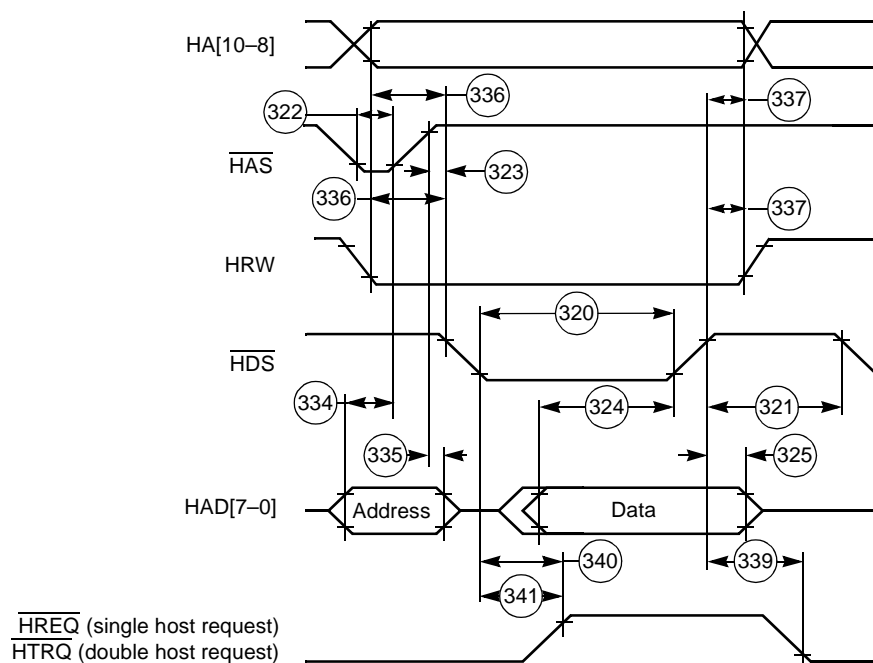 HA[10–8]
336
322
337
HAS
323
336
337
HRW
320
HDS
334
324
321
335
325
HAD[7–0]
Address
Data
340
339
341
HREQ (single host request)
HTRQ (double host request)